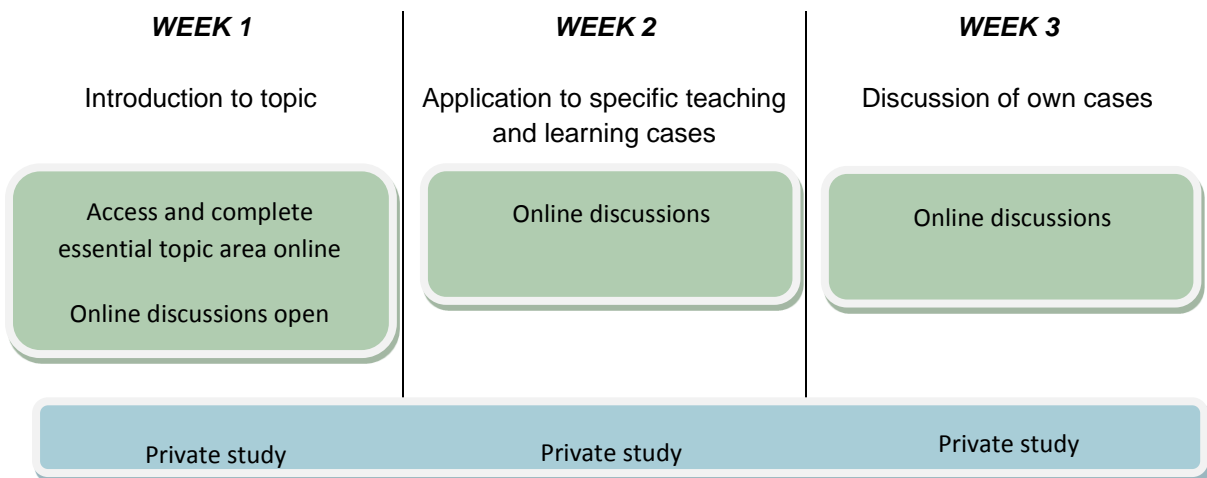 WEEK 1
Introduction to topic
Access and complete
essential topic area online
Online discussions open
Private study
WEEK 2
Application to specific teaching
and learning cases
Online discussions
Private study
WEEK 3
Discussion of own cases
Online discussions
Private study